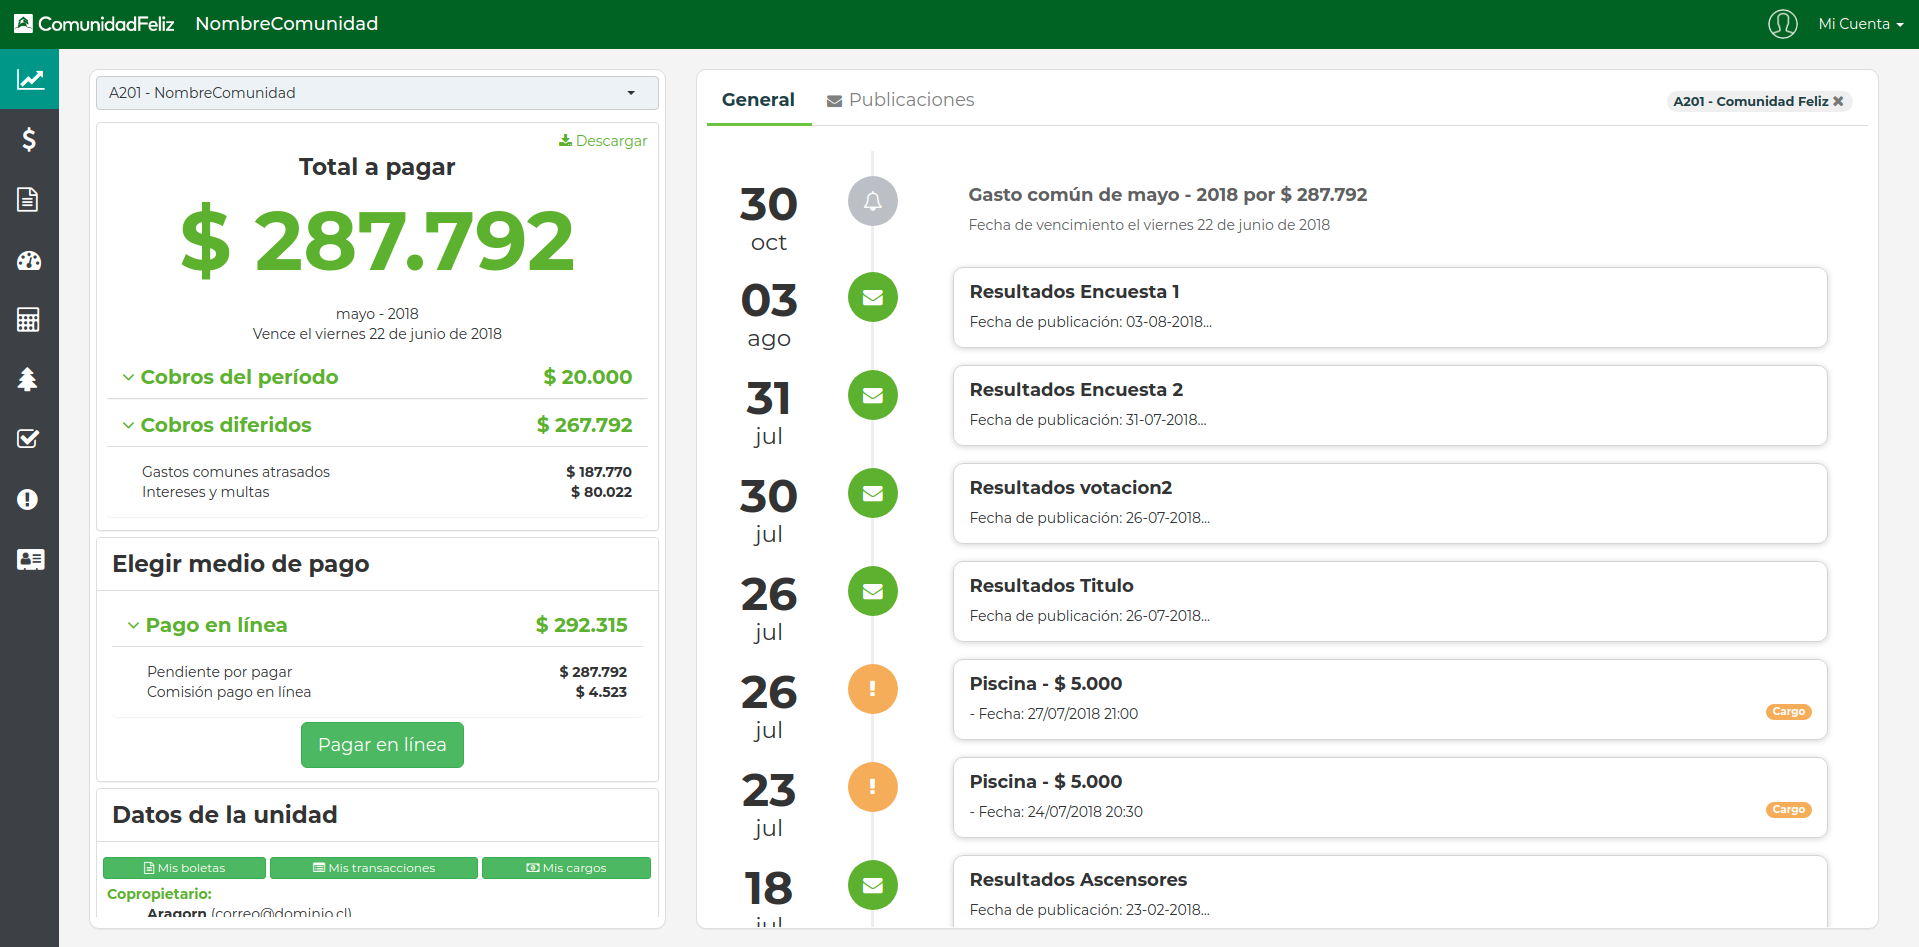 ComunidadFeliz NombreComunidad
Mi Cuenta
A201 - NombreComunidad
Descargar
Total a pagar
$ 287.792
mayo - 2018
Vence el viernes 22 de junio de 2018
Cobros del período $ 20.000
Cobros diferidos $ 267.792
Gastos comunes atrasados $ 187.770
Intereses y multas $ 80.022
Elegir medio de pago
Pago en línea $ 292.315
Pendiente por pagar $ 287.792
Comisión pago en línea $ 4.523
Pagar en línea
Datos de la unidad
Mis boletas Mis transacciones Mis cargos
Copropietario:
Aragorn (correo@dominio.cl)
General Publicaciones
A201 - Comunidad Feliz
30 oct
Gasto común de mayo - 2018 por $ 287.792
Fecha de vencimiento el viernes 22 de junio de 2018
03 ago
Resultados Encuesta 1
Fecha de publicación: 03-08-2018...
31 jul
Resultados Encuesta 2
Fecha de publicación: 31-07-2018...
30 jul
Resultados votacion2
Fecha de publicación: 26-07-2018...
26 jul
Resultados Titulo
Fecha de publicación: 26-07-2018...
26 jul
Piscina - $ 5.000
- Fecha: 27/07/2018 21:00
Cargo
23 jul
Piscina - $ 5.000
- Fecha: 24/07/2018 20:30
Cargo
18 jul
Resultados Ascensores
Fecha de publicación: 23-02-2018...